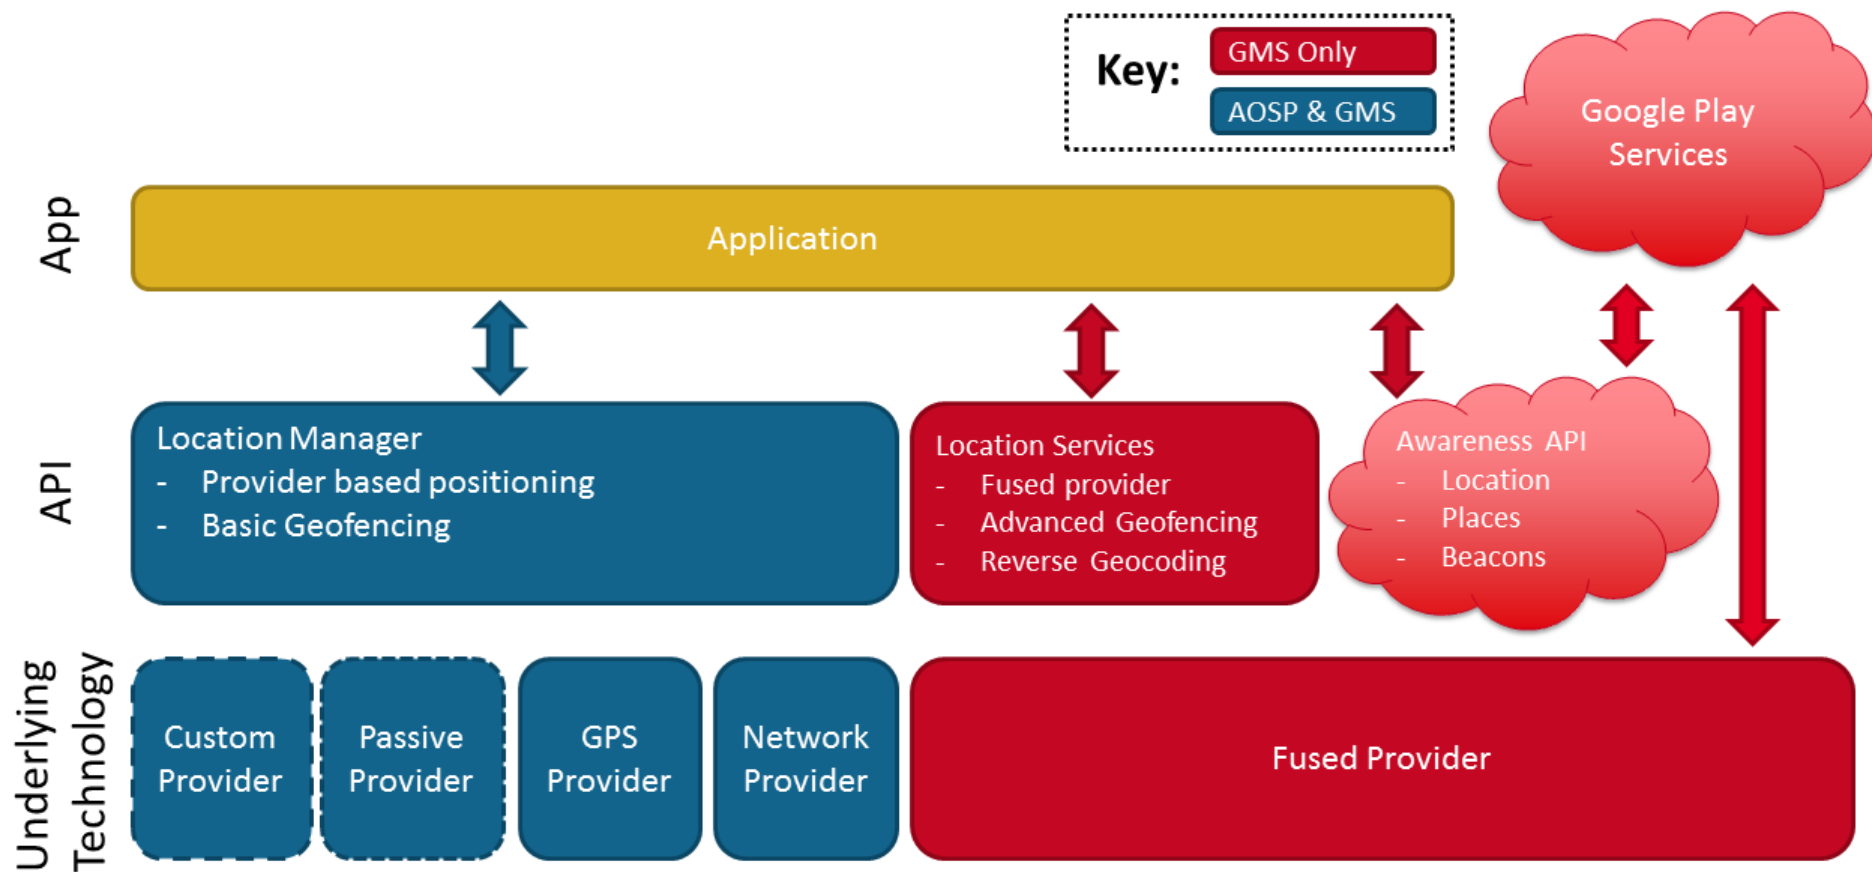 Key:
GMS Only
AOSP & GMS
Google Play
Services
App
Application
API
Location Manager
- Provider based positioning
- Basic Geofencing
Location Services
- Fused provider
- Advanced Geofencing
- Reverse Geocoding
Awareness API
- Location
- Places
- Beacons
Underlying
Technology
Custom
Provider
Passive
Provider
GPS
Provider
Network
Provider
Fused Provider